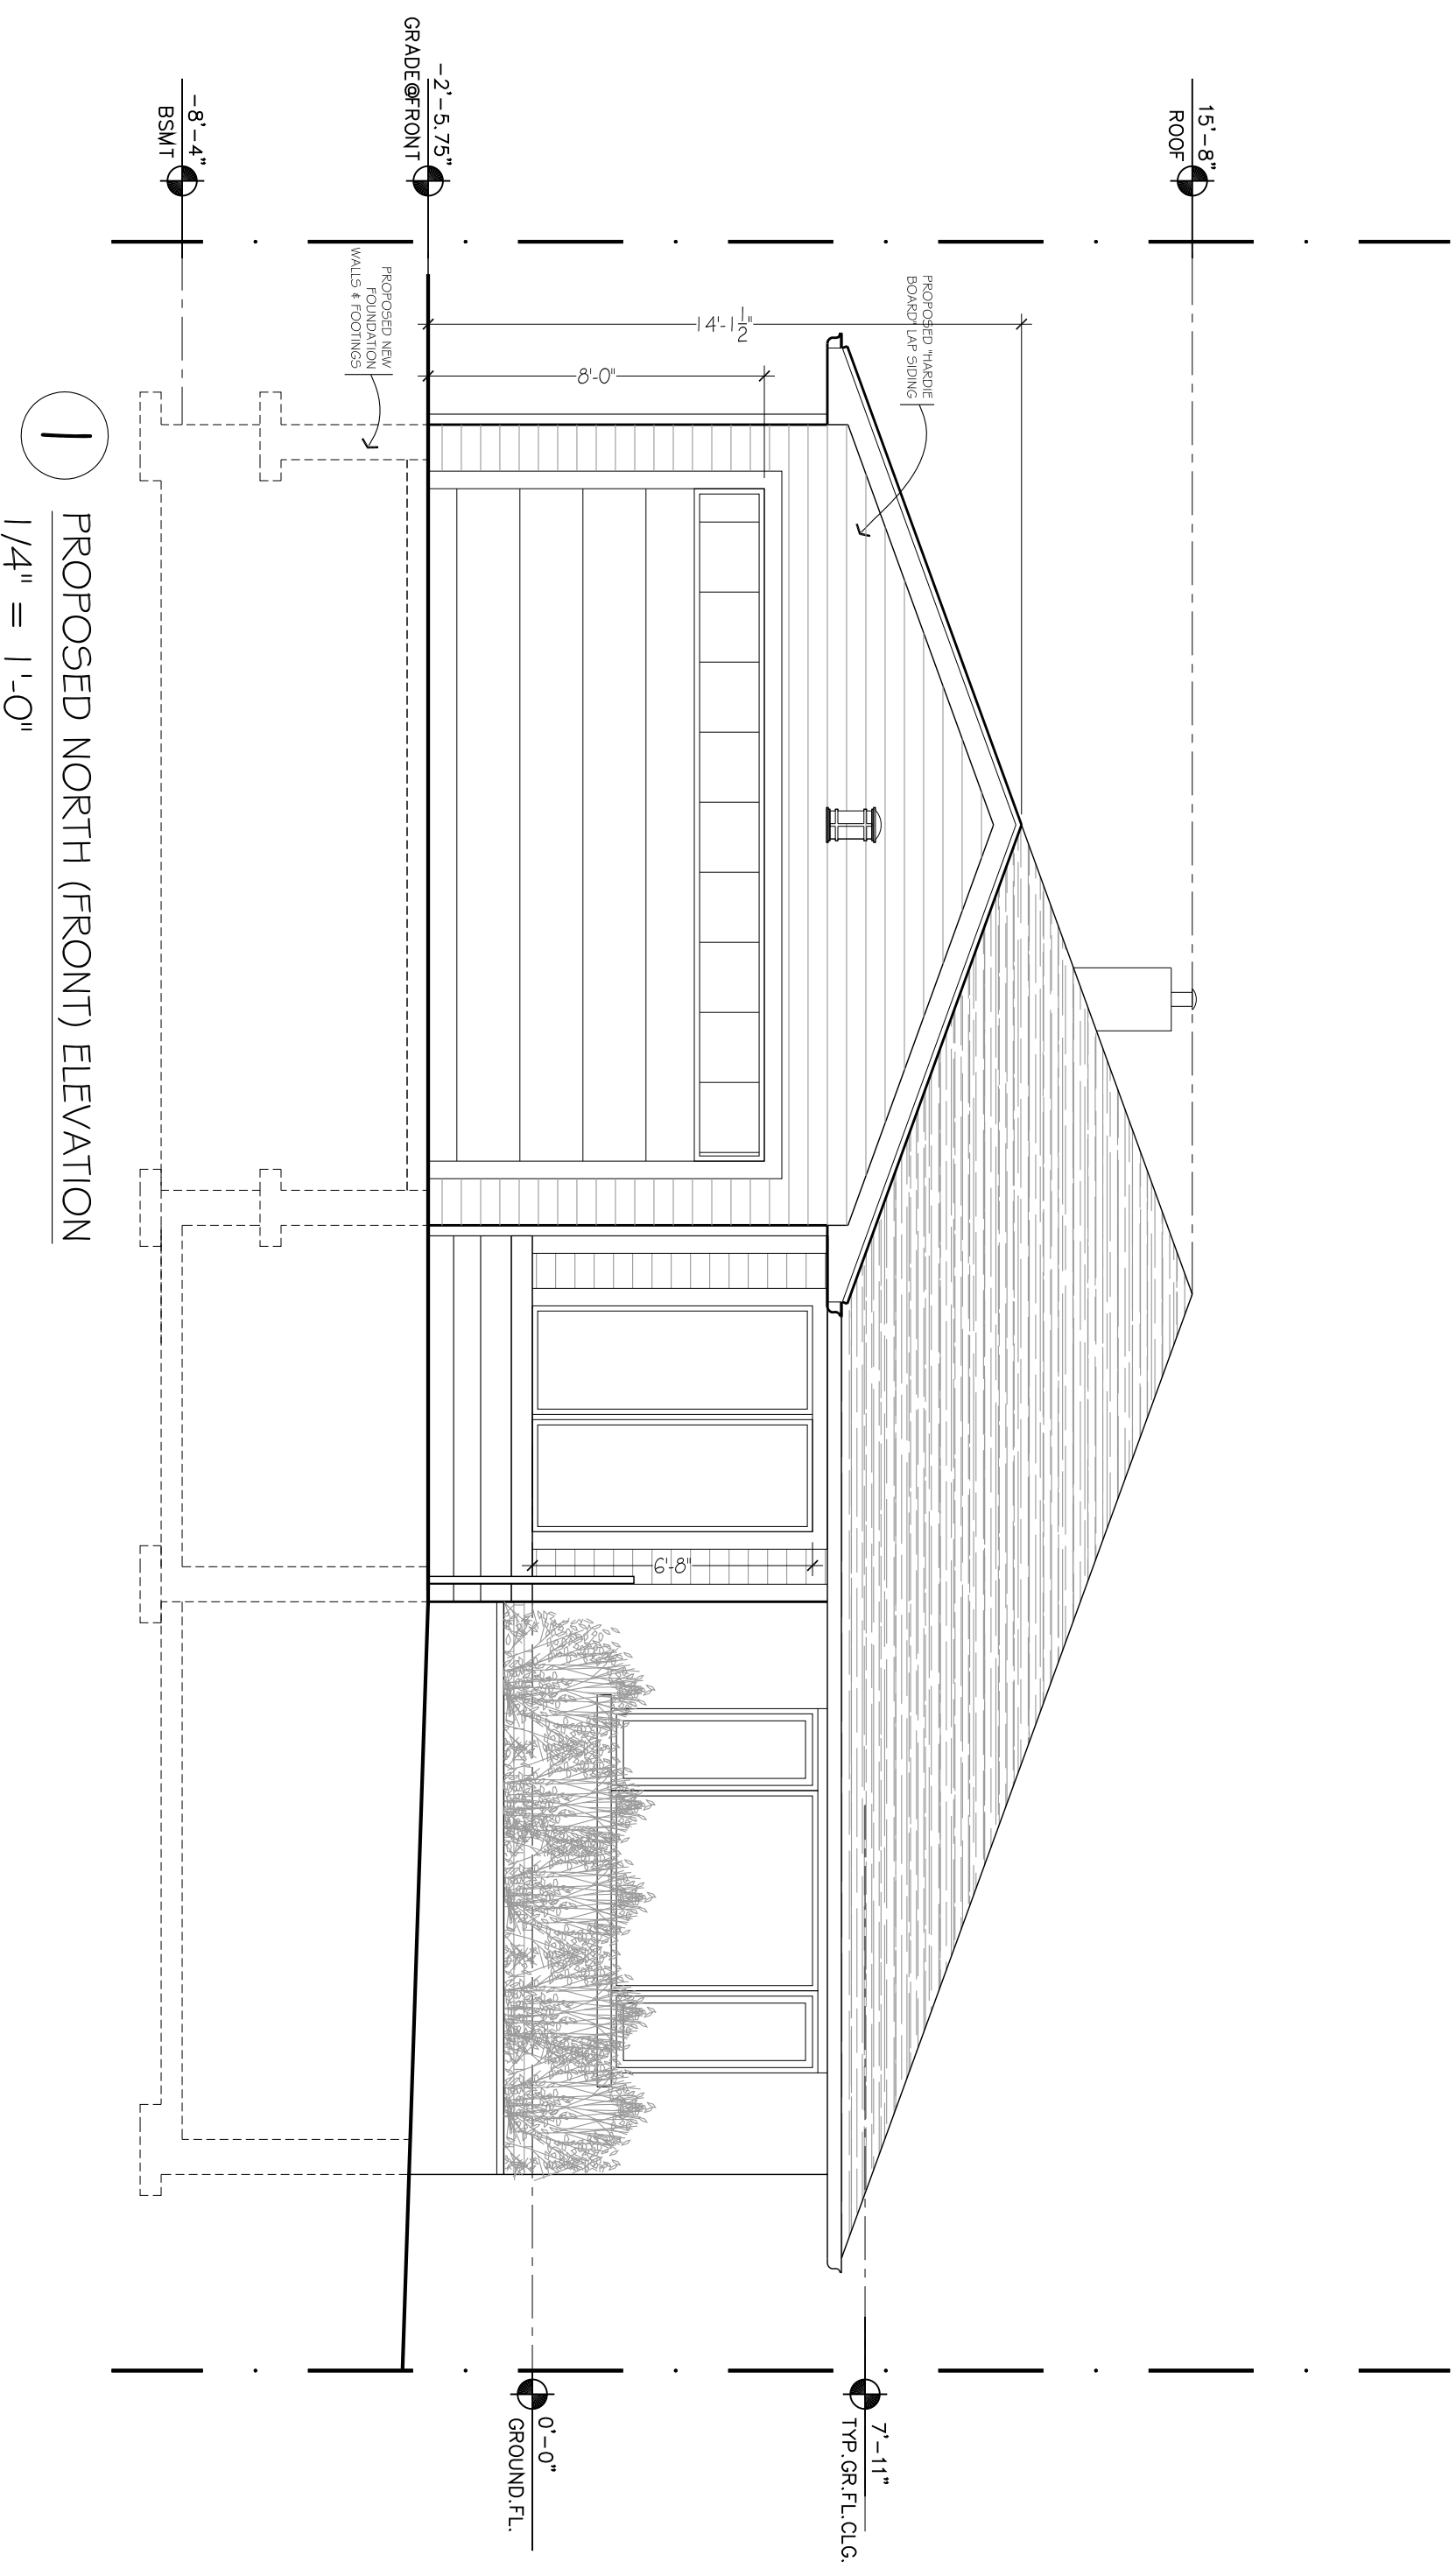 15'-8"
ROOF
-2'-5.75"
GRADE@FRONT
-8'-4"
BSMT
PROPOSED "HARDIE
BOARD" LAP SIDING
14'-1 1/2"
8'-0"
PROPOSED NEW
FOUNDATION
WALLS & FOOTINGS
6'-8"
7'-11"
TYP.GR.FL.CLG.
0'-0"
GROUND.FL.
1
PROPOSED NORTH (FRONT) ELEVATION
1/4" = 1'-0"